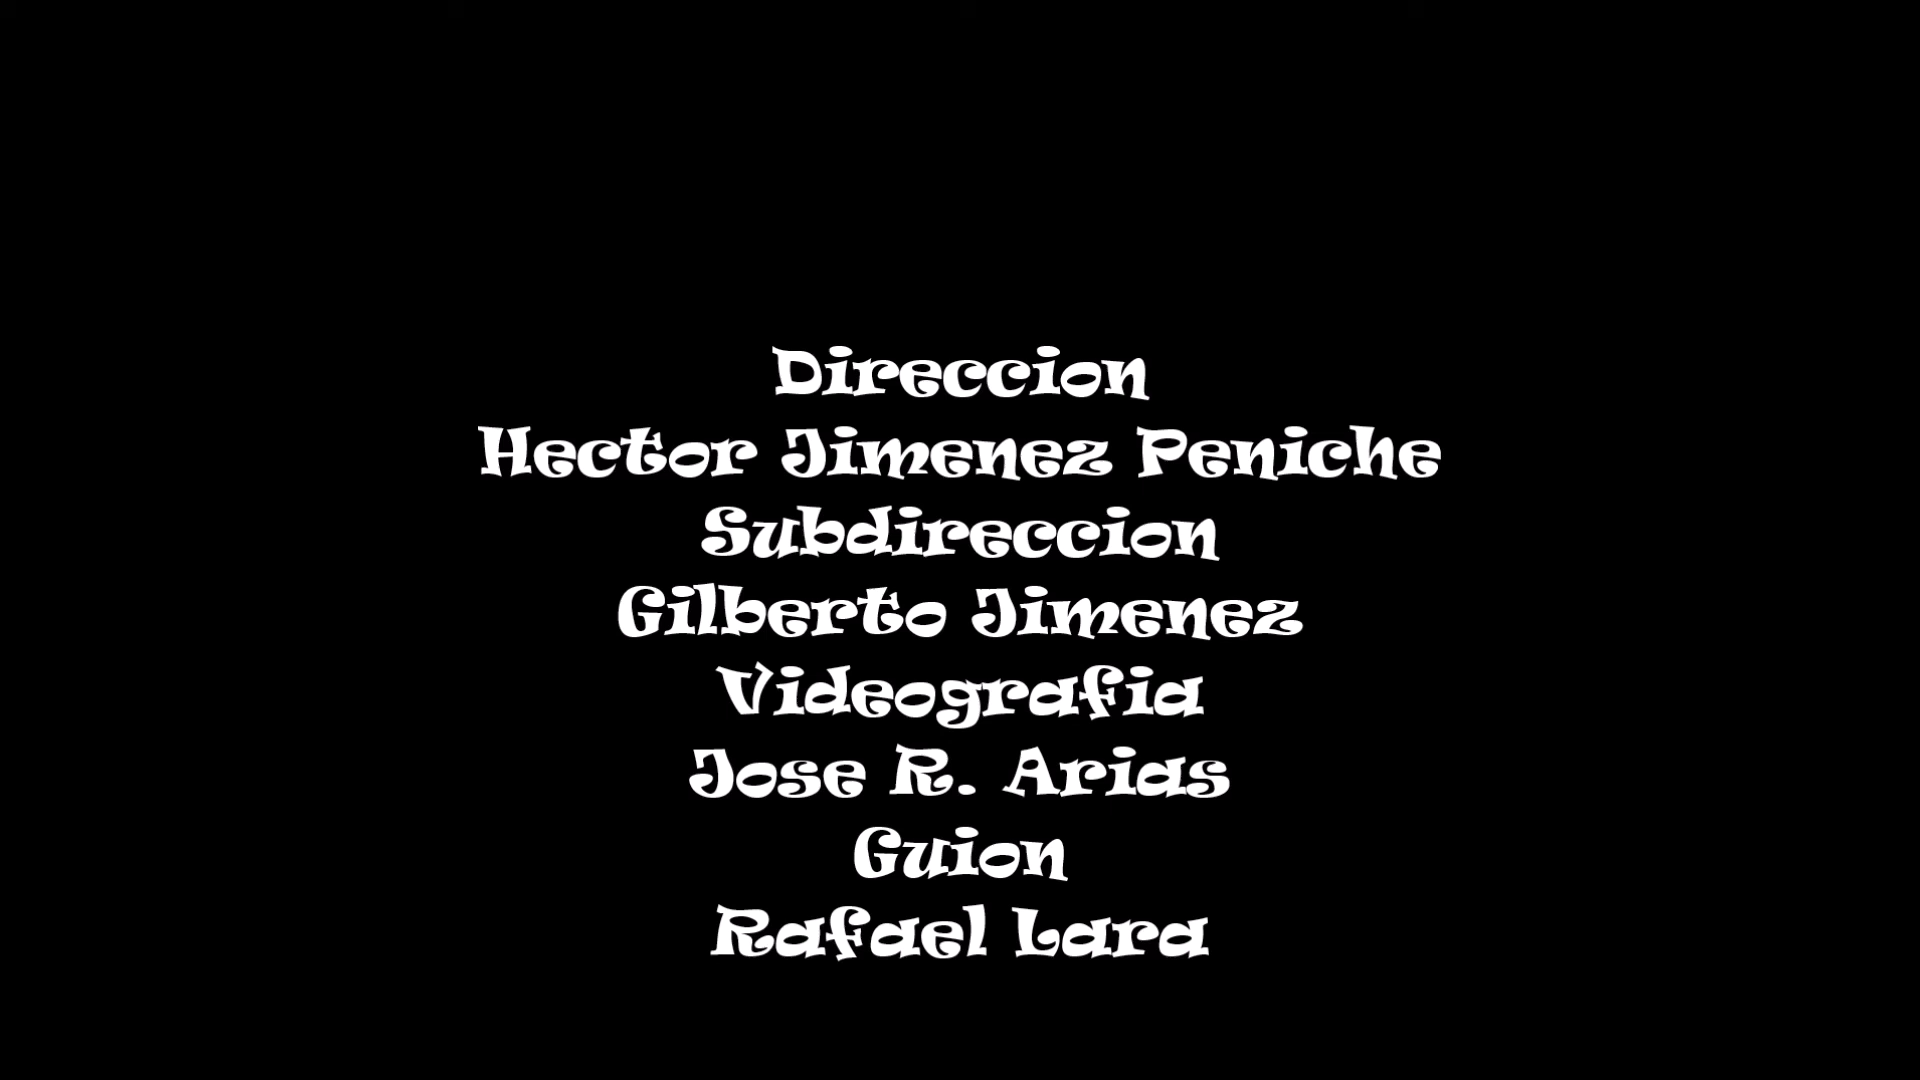 Direccion
Hector Jimenez Peniche
Subdireccion
Gilberto Jimenez
Videografia
Jose R. Arias
Guion
Rafael Lara